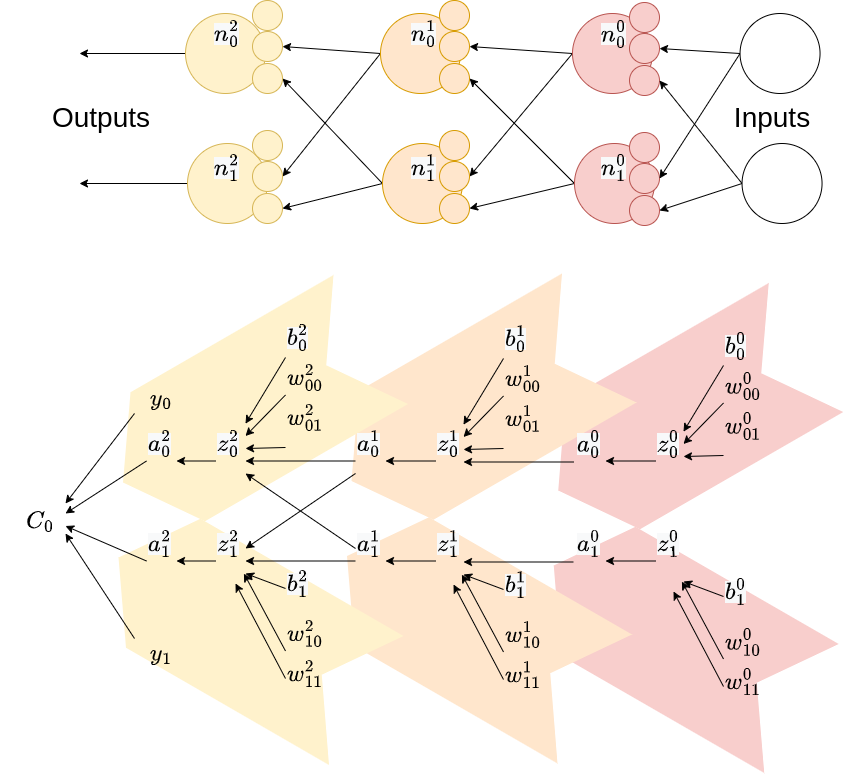 n_0^2 n_0^1 n_0^0
Outputs Inputs
n_1^2 n_1^1 n_1^0
b_0^2 b_0^1 b_0^0
w_{00}^2 w_{00}^1 w_{00}^0
y_0 w_{01}^2 w_{01}^1 w_{01}^0
a_0^2 z_0^2 a_0^1 z_0^1 a_0^0 z_0^0
C_0
a_1^2 z_1^2 a_1^1 z_1^1 a_1^0 z_1^0
b_1^2 b_1^1 b_1^0
y_1 w_{10}^2 w_{10}^1 w_{10}^0
w_{11}^2 w_{11}^1 w_{11}^0